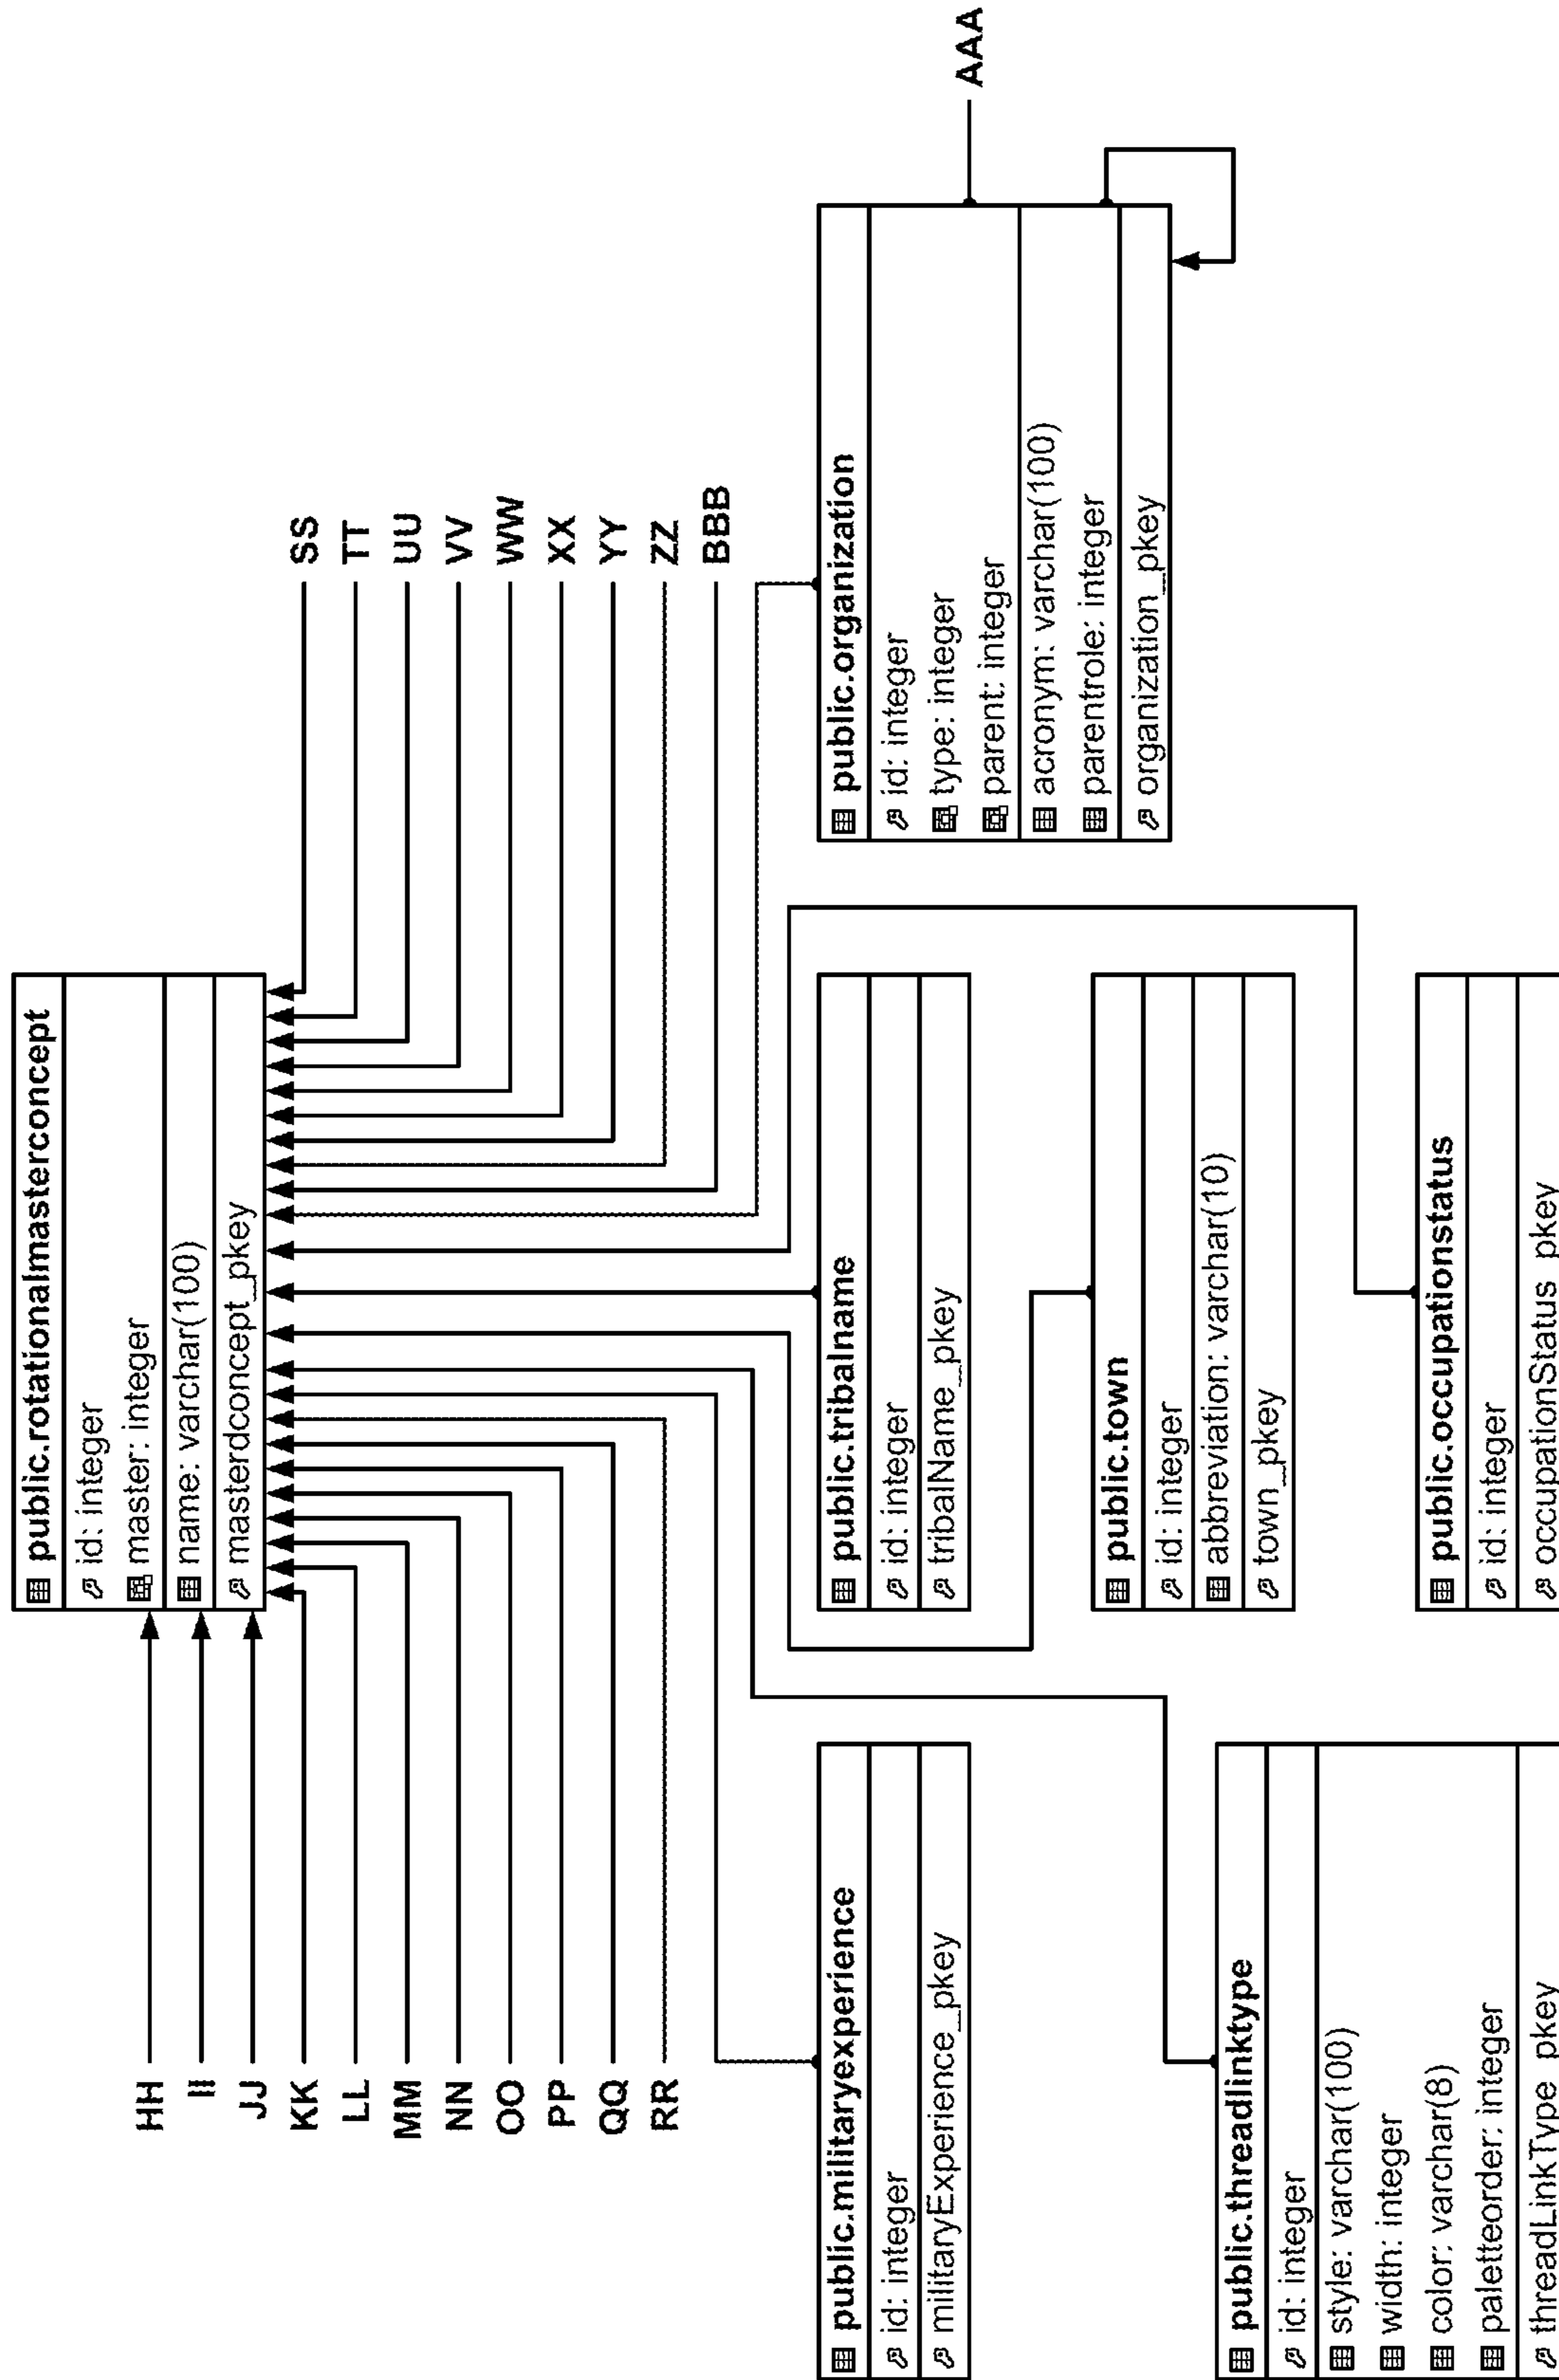 public.rotationalmasterconcept
id: integer
master: integer
name: varchar(100)
masterdconcept_pkey
HH
II
JJ
KK
LL
MM
NN
OO
PP
QQ
RR
SS
TT
UU
VV
WW
XX
YY
ZZ
BBB
public.militaryexperience
id: integer
militaryExperience_pkey
public.tribalname
id: integer
tribalName_pkey
public.organization
id: integer
type: integer
parent: integer
acronym: varchar(100)
parentrole: integer
organization_pkey
AAA
public.town
id: integer
abbreviation: varchar(10)
town_pkey
public.threadlinktype
id: integer
style: varchar(100)
width: integer
color: varchar(8)
paletteorder: integer
threadLinkType_pkey
public.occupationstatus
id: integer
occupationStatus_pkey